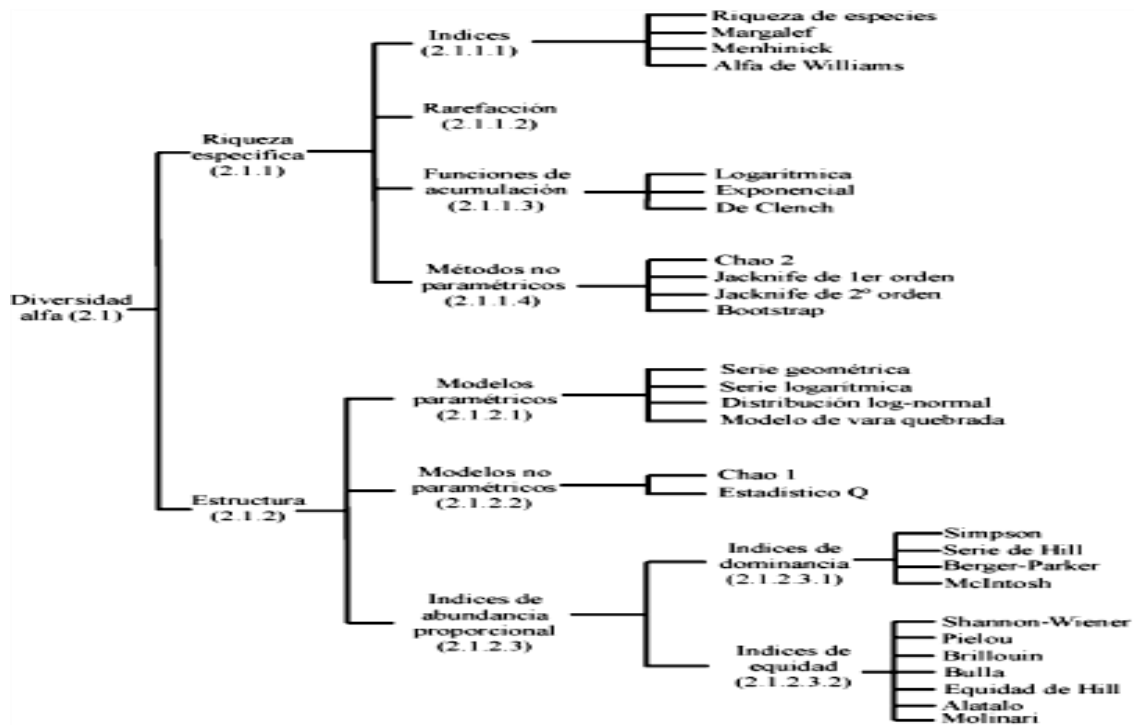 Diversidad
alfa (2.1)
Riqueza
específica
(2.1.1)
Indices
(2.1.1.1)
Riqueza de especies
Margalef
Menhinick
Alfa de Williams
Rarefacción
(2.1.1.2)
Funciones de
acumulación
(2.1.1.3)
Logarítmica
Exponencial
De Clench
Métodos no
paramétricos
(2.1.1.4)
Chao 2
Jacknife de 1er orden
Jacknife de 2º orden
Bootstrap
Estructura
(2.1.2)
Modelos
paramétricos
(2.1.2.1)
Serie geométrica
Serie logarítmica
Distribución log-normal
Modelo de vara quebrada
Modelos no
paramétricos
(2.1.2.2)
Chao 1
Estadístico Q
Indices de
abundancia
proporcional
(2.1.2.3)
Indices de
dominancia
(2.1.2.3.1)
Simpson
Serie de Hill
Berger-Parker
McIntosh
Indices de
equidad
(2.1.2.3.2)
Shannon-Wiener
Pielou
Brillouin
Bulla
Equidad de Hill
Alatalo
Molinari